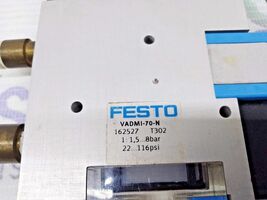 FESTO
VADMI-70-N
162527 T302
1: 1,5...8bar
22...116psi